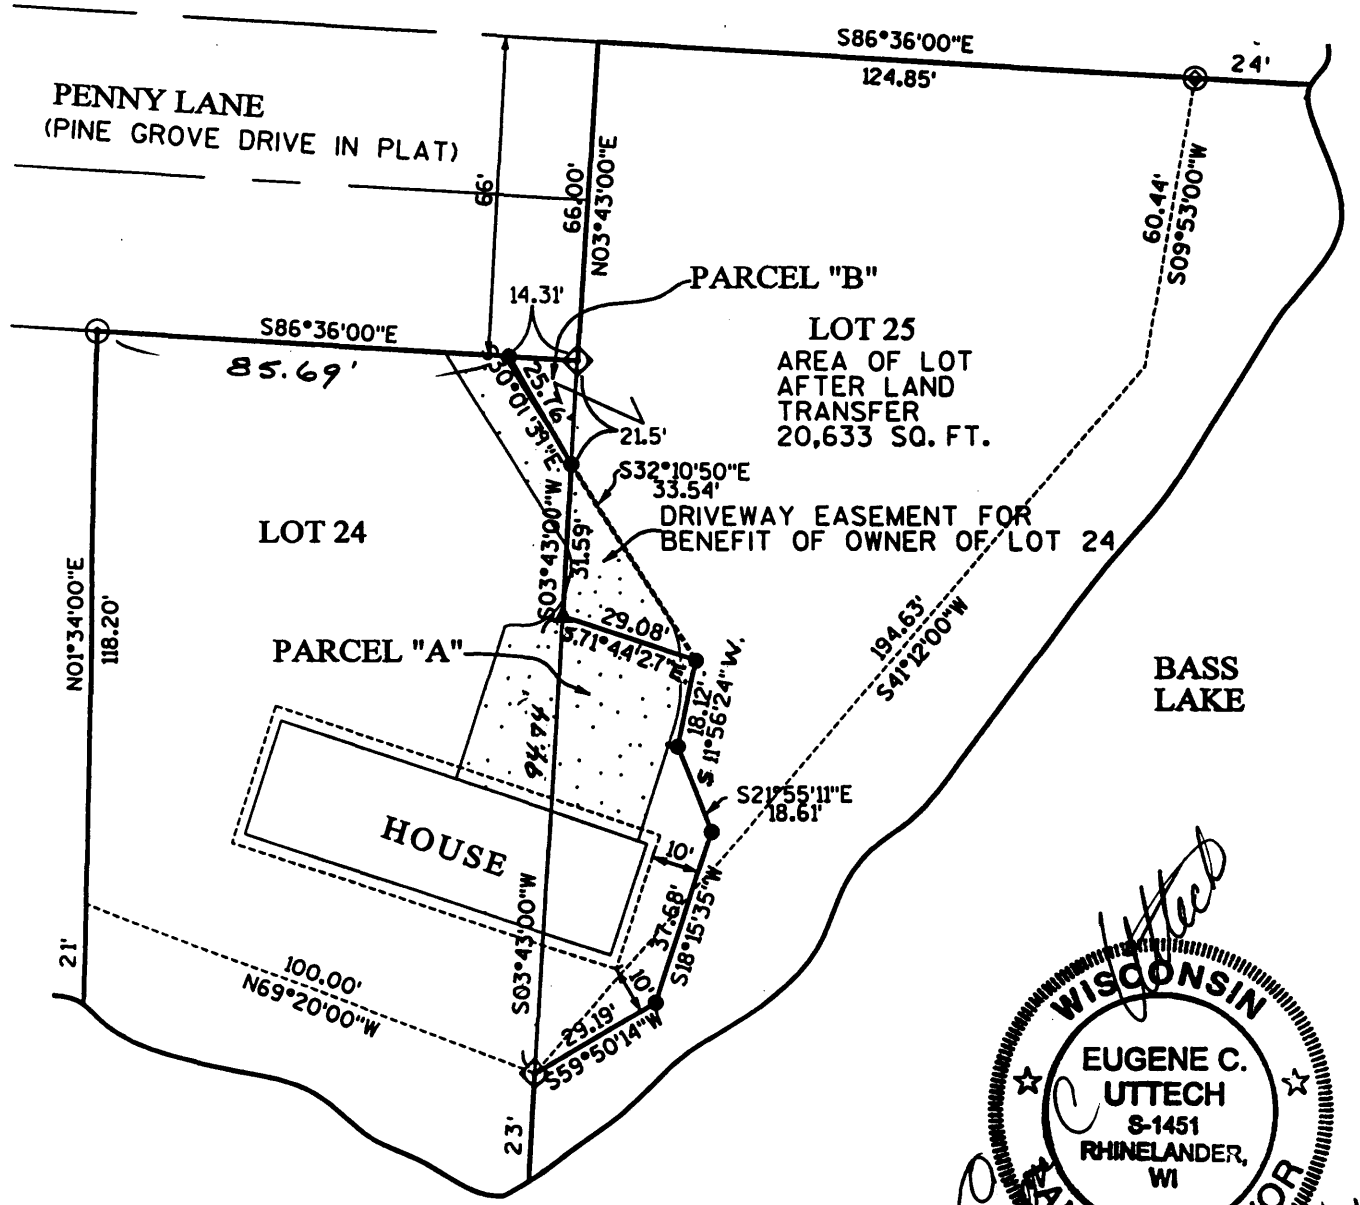 S86°36'00"E
124.85'
24'
PENNY LANE
(PINE GROVE DRIVE IN PLAT)
66'
66.00'
N03°43'00"E
60.44'
S09°53'00"W
PARCEL "B"
14.31'
S86°36'00"E
85.69'
LOT 25
AREA OF LOT
AFTER LAND
TRANSFER
20,633 SQ. FT.
25.76'
S30°01'39"E
21.5'
S32°10'50"E
33.54'
DRIVEWAY EASEMENT FOR
BENEFIT OF OWNER OF LOT 24
LOT 24
S03°43'00"W
31.59'
N01°34'00"E
118.20'
29.08'
S.71°44'27"E.
PARCEL "A"
194.63'
S41°12'00"W
BASS
LAKE
18.12'
S 11°56'24" W.
94.74'
S21°55'11"E
18.61'
HOUSE
10'
37.68'
S18°15'35"W
S03°43'00"W
21'
100.00'
N69°20'00"W
10'
29.19'
S59°50'14"W
23'
Uttech
WISCONSIN
EUGENE C.
UTTECH
S-1451
RHINELANDER,
WI